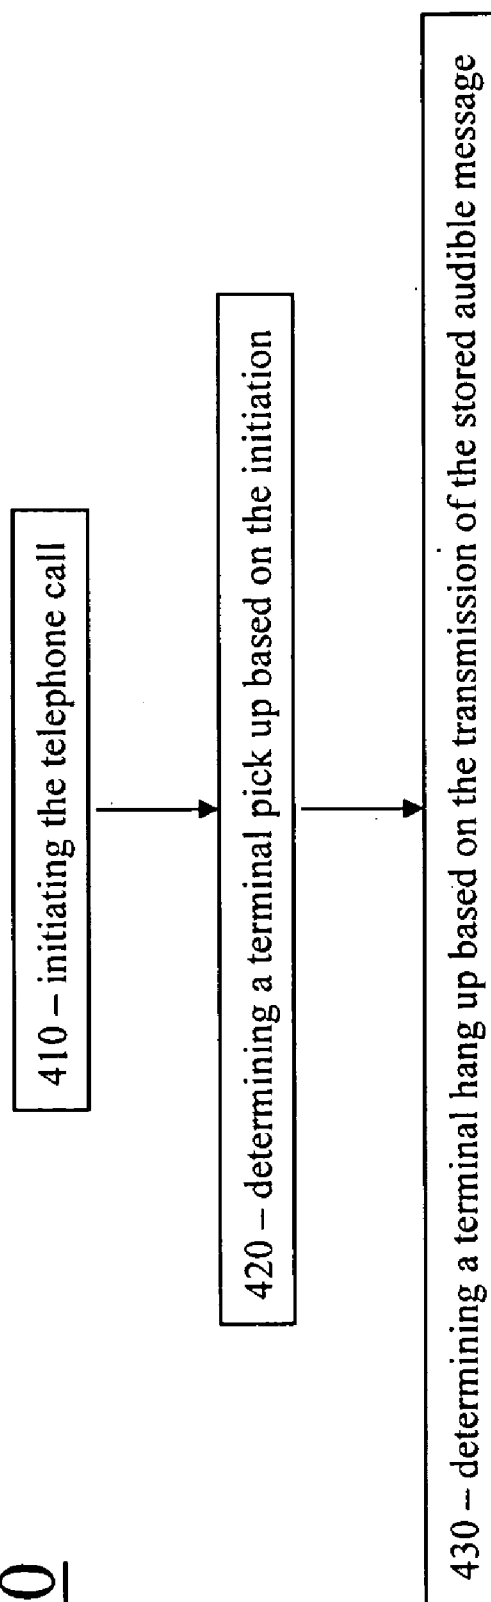 0
410 – initiating the telephone call
420 – determining a terminal pick up based on the initiation
430 – determining a terminal hang up based on the transmission of the stored audible message